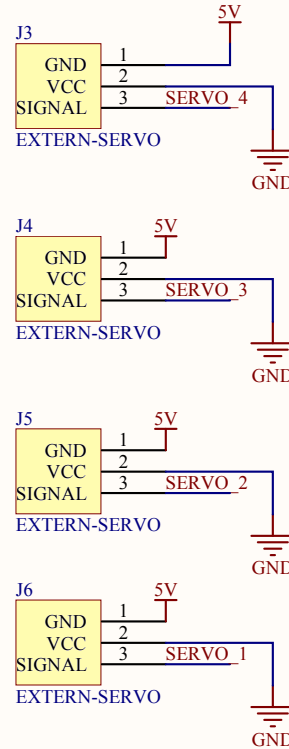 5V
J3
GND 1
VCC 2
SIGNAL 3 SERVO_4
EXTERN-SERVO
GND
J4 5V
GND 1
VCC 2
SIGNAL 3 SERVO_3
EXTERN-SERVO
GND
J5 5V
GND 1
VCC 2
SIGNAL 3 SERVO_2
EXTERN-SERVO
GND
J6 5V
GND 1
VCC 2
SIGNAL 3 SERVO_1
EXTERN-SERVO
GND